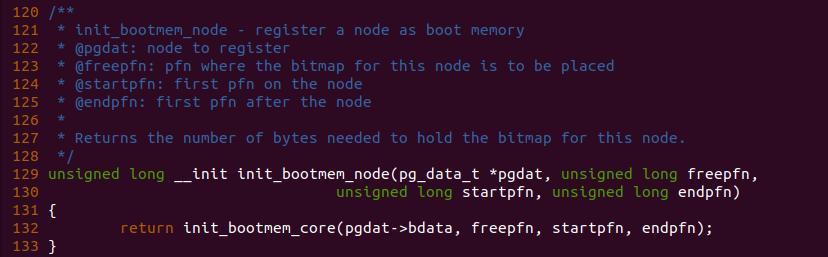 120 /**
121  * init_bootmem_node - register a node as boot memory
122  * @pgdat: node to register
123  * @freepfn: pfn where the bitmap for this node is to be placed
124  * @startpfn: first pfn on the node
125  * @endpfn: first pfn after the node
126  *
127  * Returns the number of bytes needed to hold the bitmap for this node.
128  */
129 unsigned long __init init_bootmem_node(pg_data_t *pgdat, unsigned long freepfn,
130                                 unsigned long startpfn, unsigned long endpfn)
131 {
132         return init_bootmem_core(pgdat->bdata, freepfn, startpfn, endpfn);
133 }